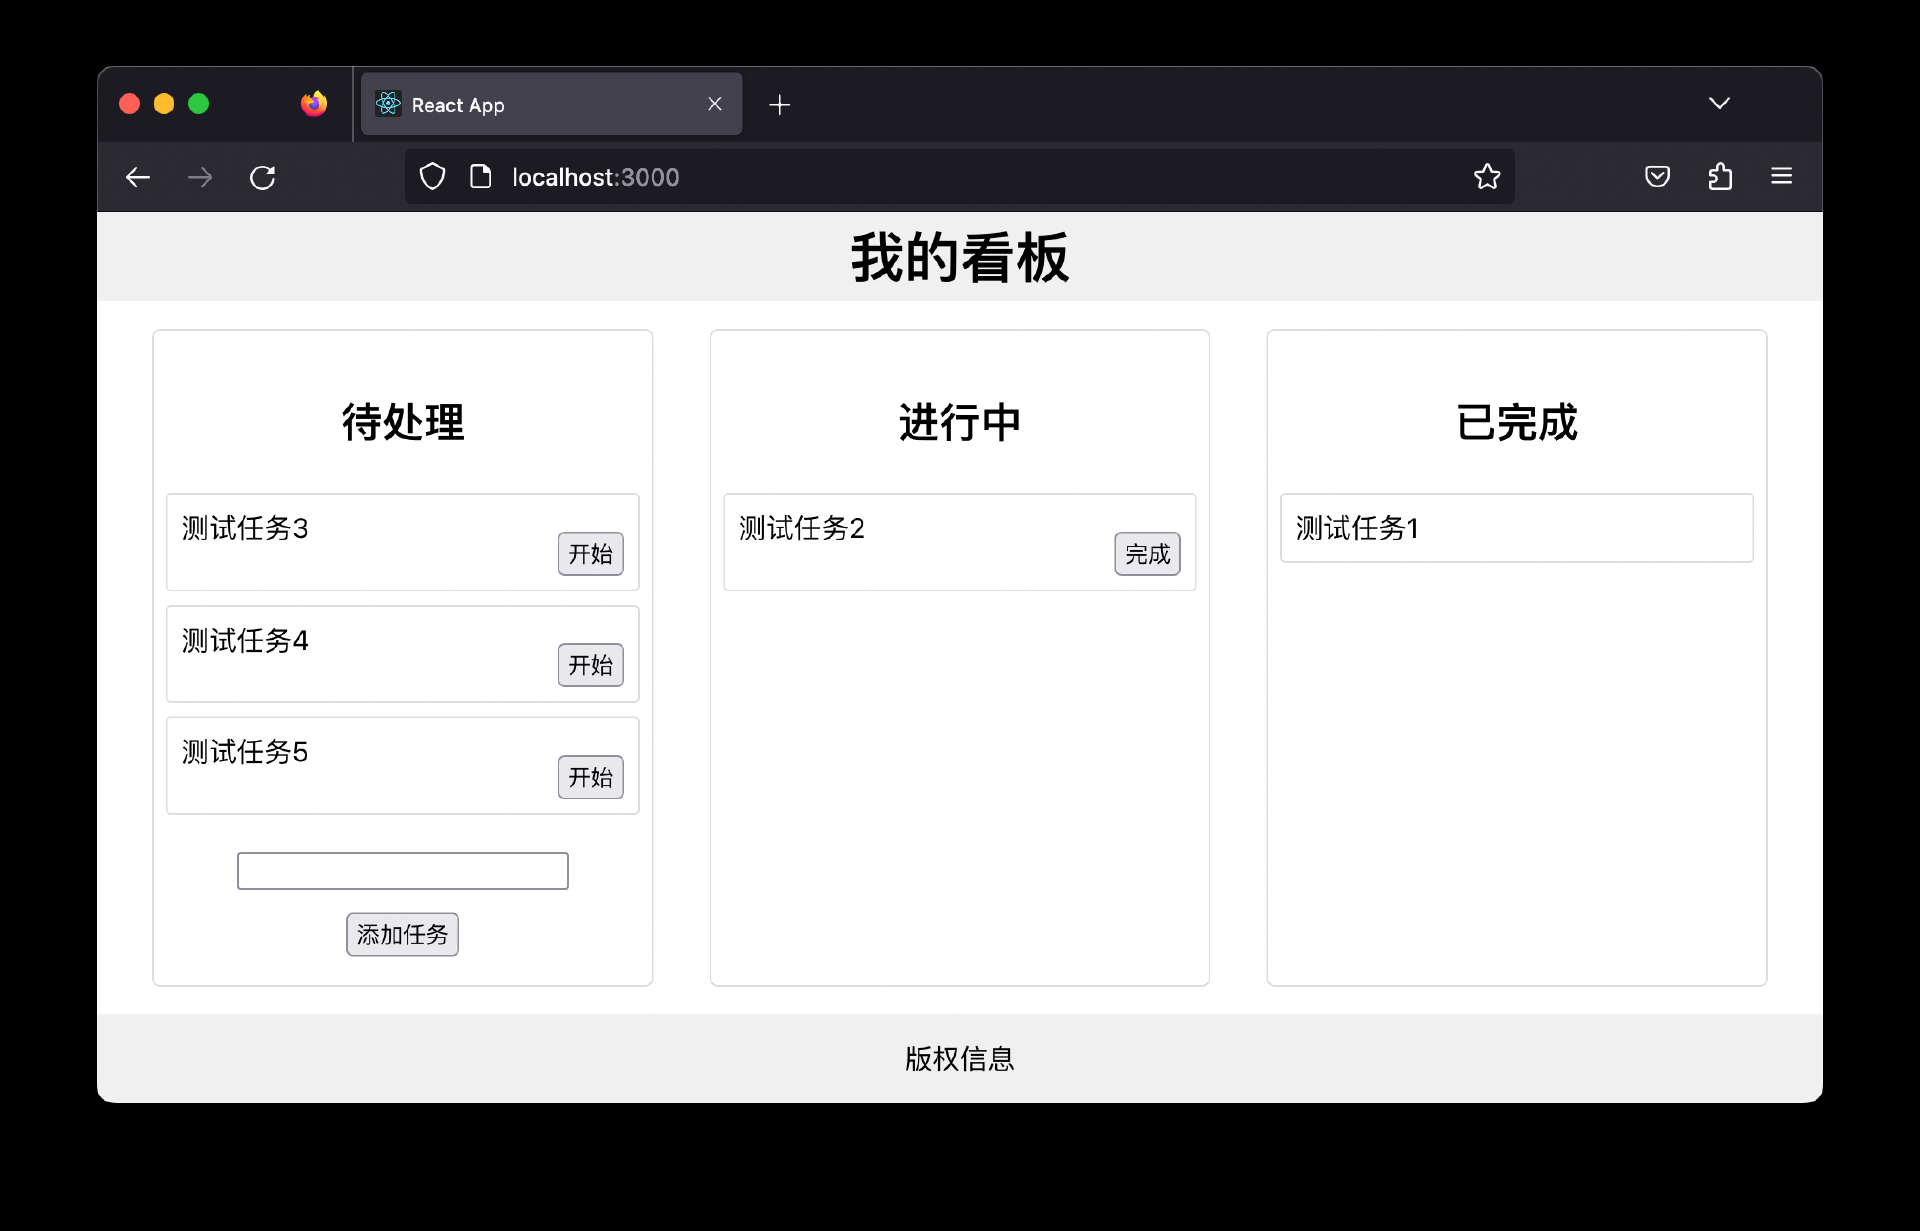 React App
localhost:3000
我的看板
待处理
测试任务3
开始
测试任务4
开始
测试任务5
开始
添加任务
进行中
测试任务2
完成
已完成
测试任务1
版权信息